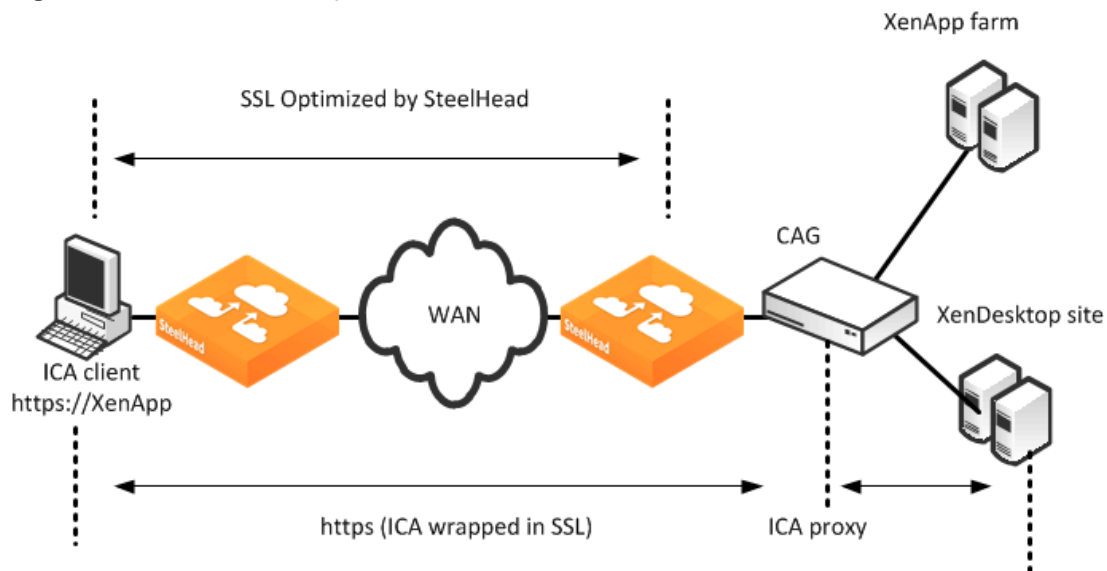 XenApp farm
SSL Optimized by SteelHead
CAG
WAN
SteelHead
SteelHead
XenDesktop site
ICA client
https://XenApp
https (ICA wrapped in SSL)
ICA proxy